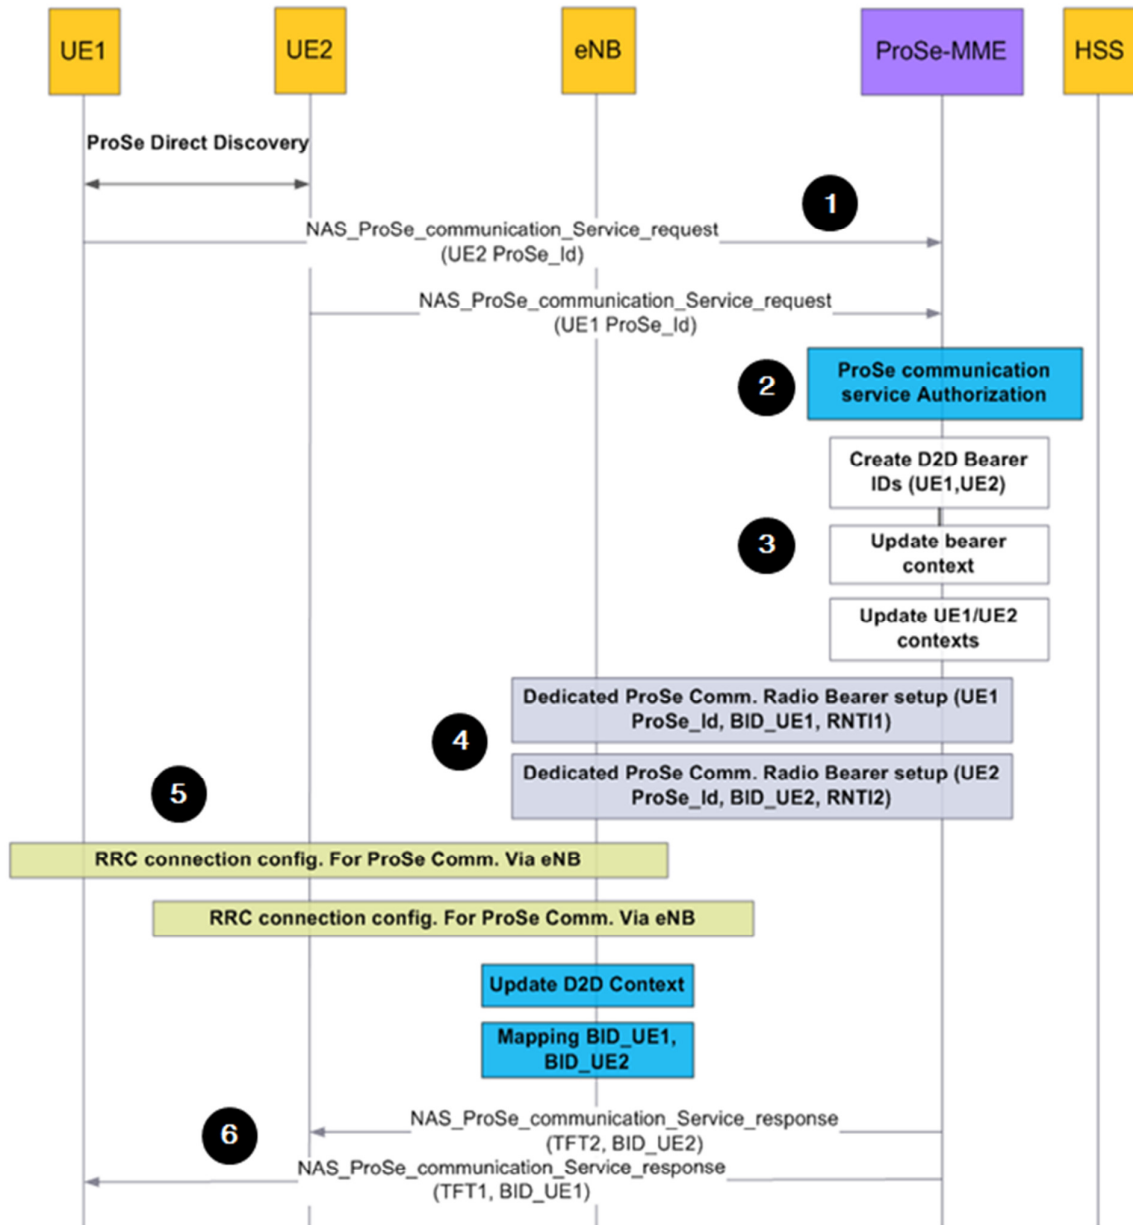 UE1
UE2
eNB
ProSe-MME
HSS
ProSe Direct Discovery
1
NAS_ProSe_communication_Service_request
(UE2 ProSe_Id)
NAS_ProSe_communication_Service_request
(UE1 ProSe_Id)
2
ProSe communication
service Authorization
Create D2D Bearer
IDs (UE1,UE2)
3
Update bearer
context
Update UE1/UE2
contexts
4
Dedicated ProSe Comm. Radio Bearer setup (UE1
ProSe_Id, BID_UE1, RNTI1)
Dedicated ProSe Comm. Radio Bearer setup (UE2
ProSe_Id, BID_UE2, RNTI2)
5
RRC connection config. For ProSe Comm. Via eNB
RRC connection config. For ProSe Comm. Via eNB
Update D2D Context
Mapping BID_UE1,
BID_UE2
6
NAS_ProSe_communication_Service_response
(TFT2, BID_UE2)
NAS_ProSe_communication_Service_response
(TFT1, BID_UE1)